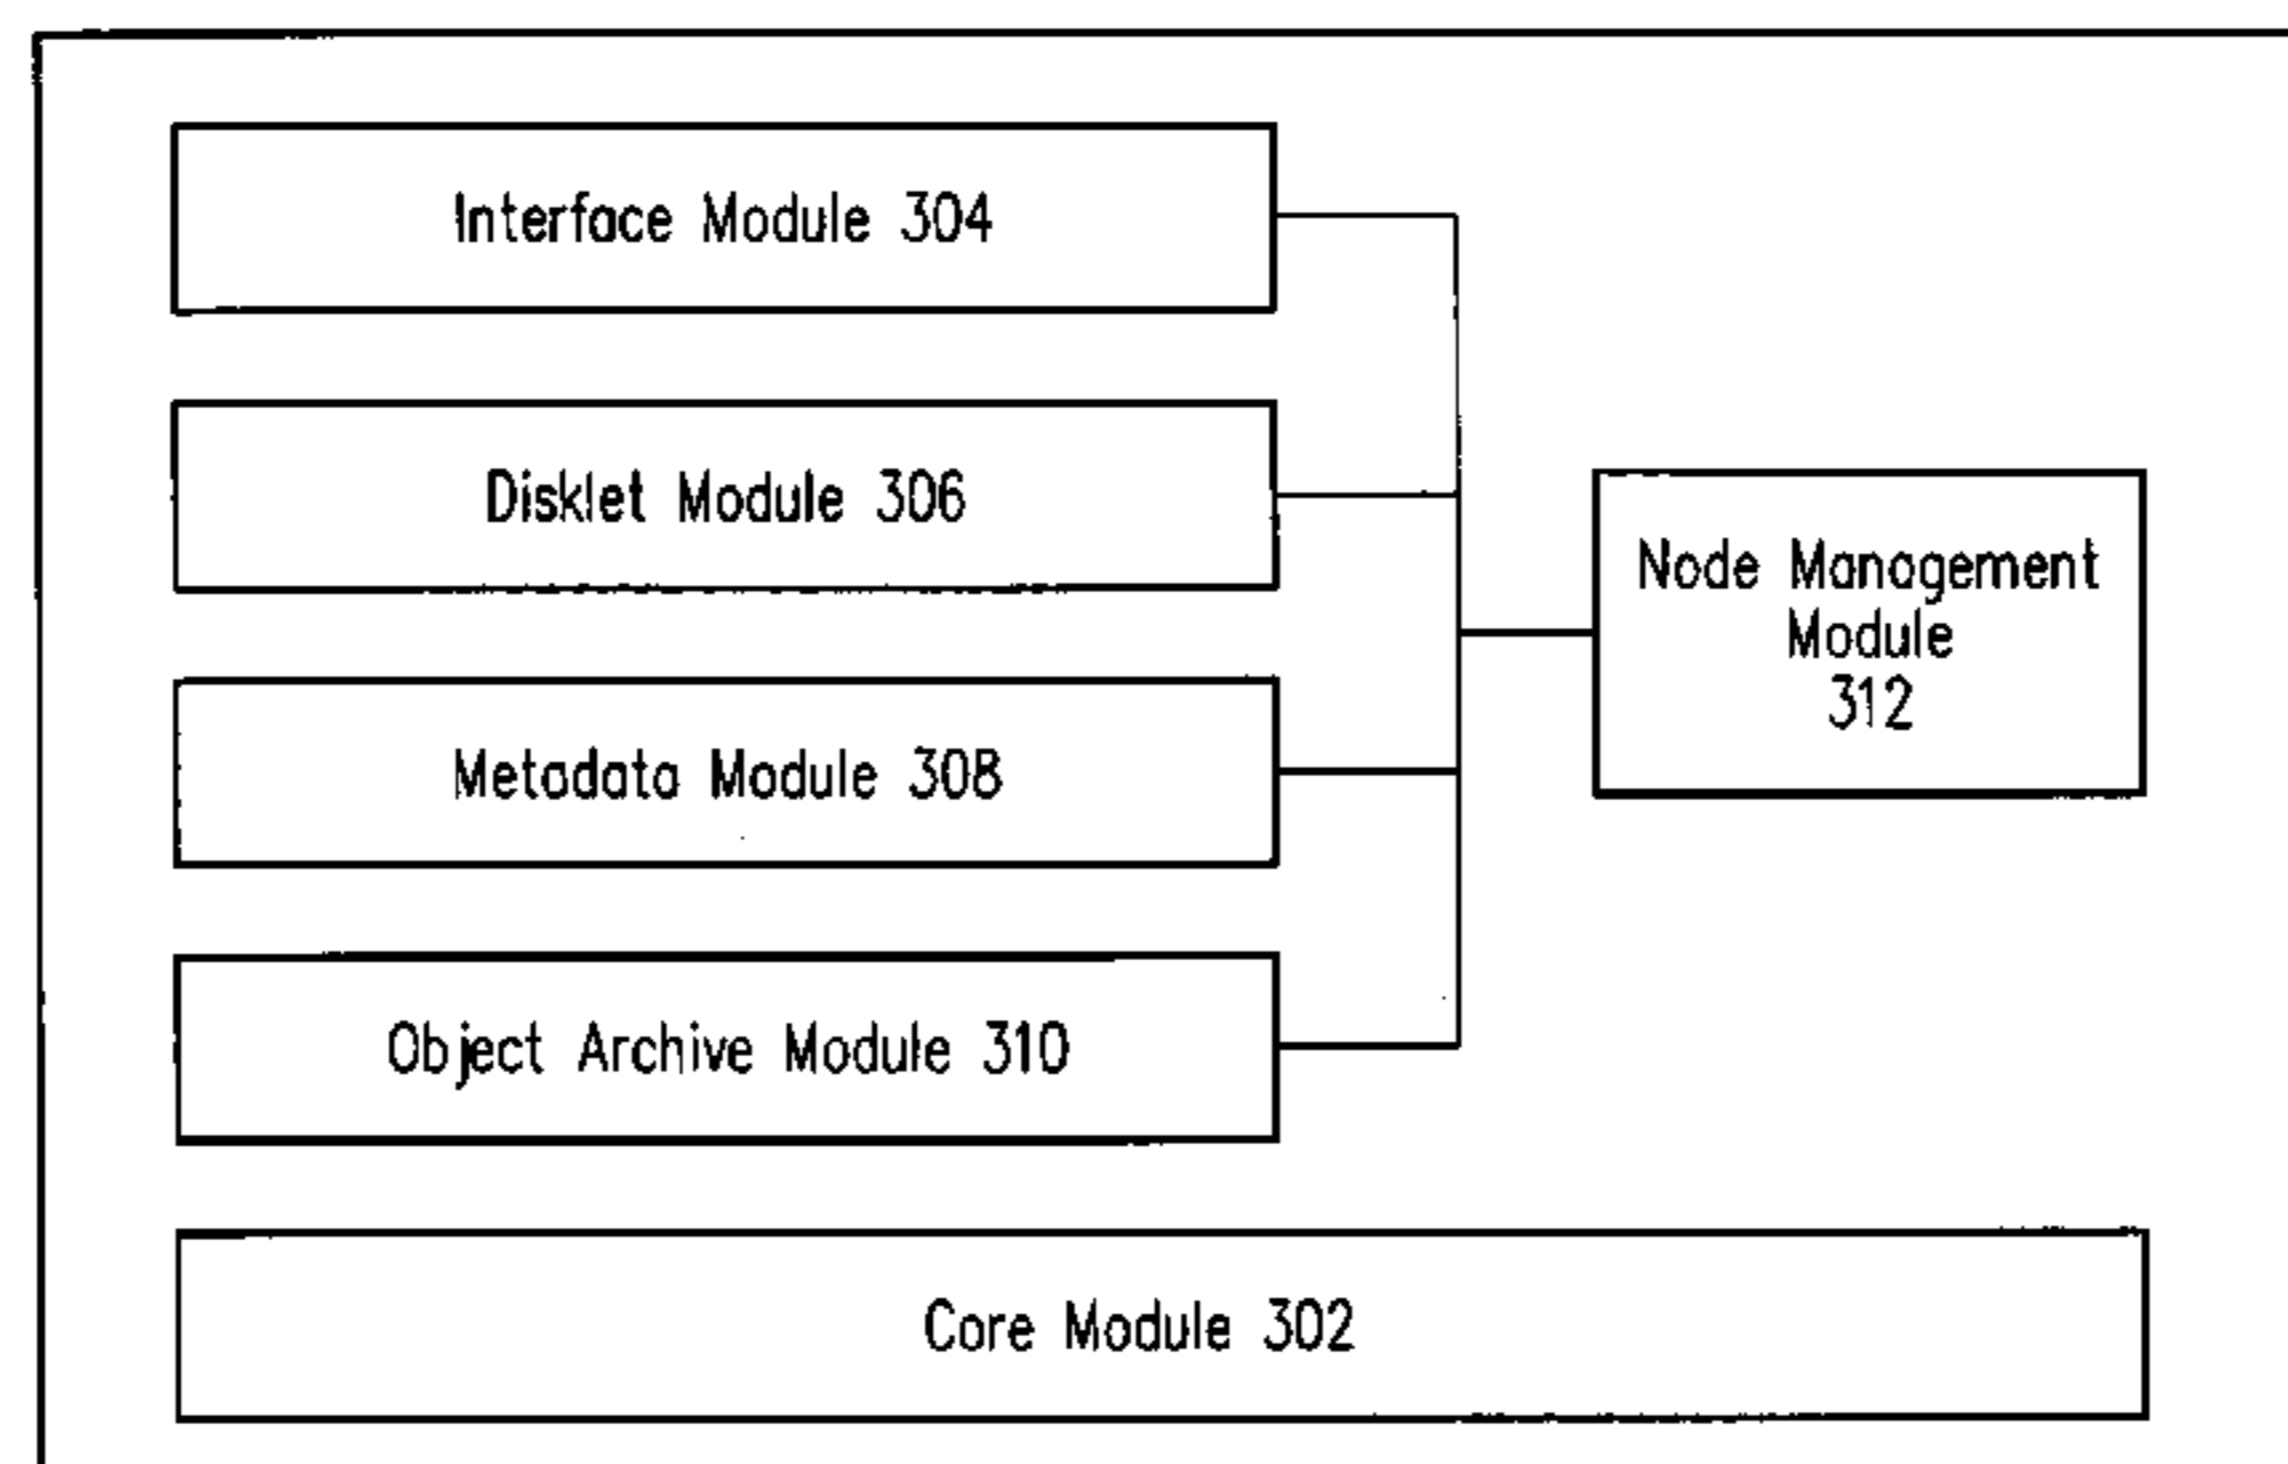 Interface Module 304
Disklet Module 306
Node Management
Module
312
Metadata Module 308
Object Archive Module 310
Core Module 302